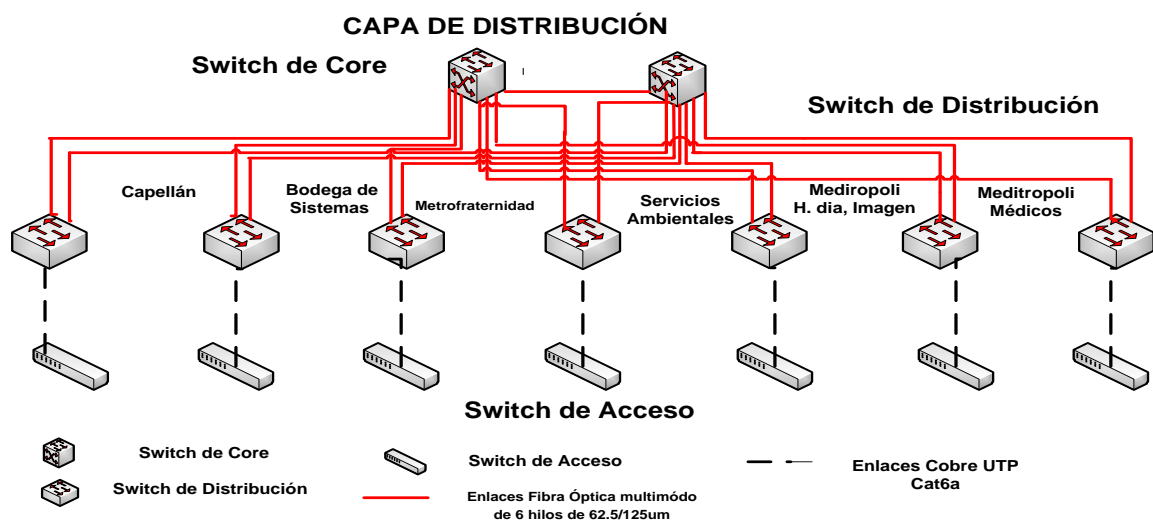 CAPA DE DISTRIBUCIÓN
Switch de Core
Switch de Distribución
Capellán
Bodega de
Sistemas
Metrofraternidad
Servicios
Ambientales
Mediropoli
H. dia, Imagen
Meditropoli
Médicos
Switch de Acceso
Switch de Core
Switch de Distribución
Switch de Acceso
Enlaces Fibra Óptica multimódo
de 6 hilos de 62.5/125um
Enlaces Cobre UTP
Cat6a